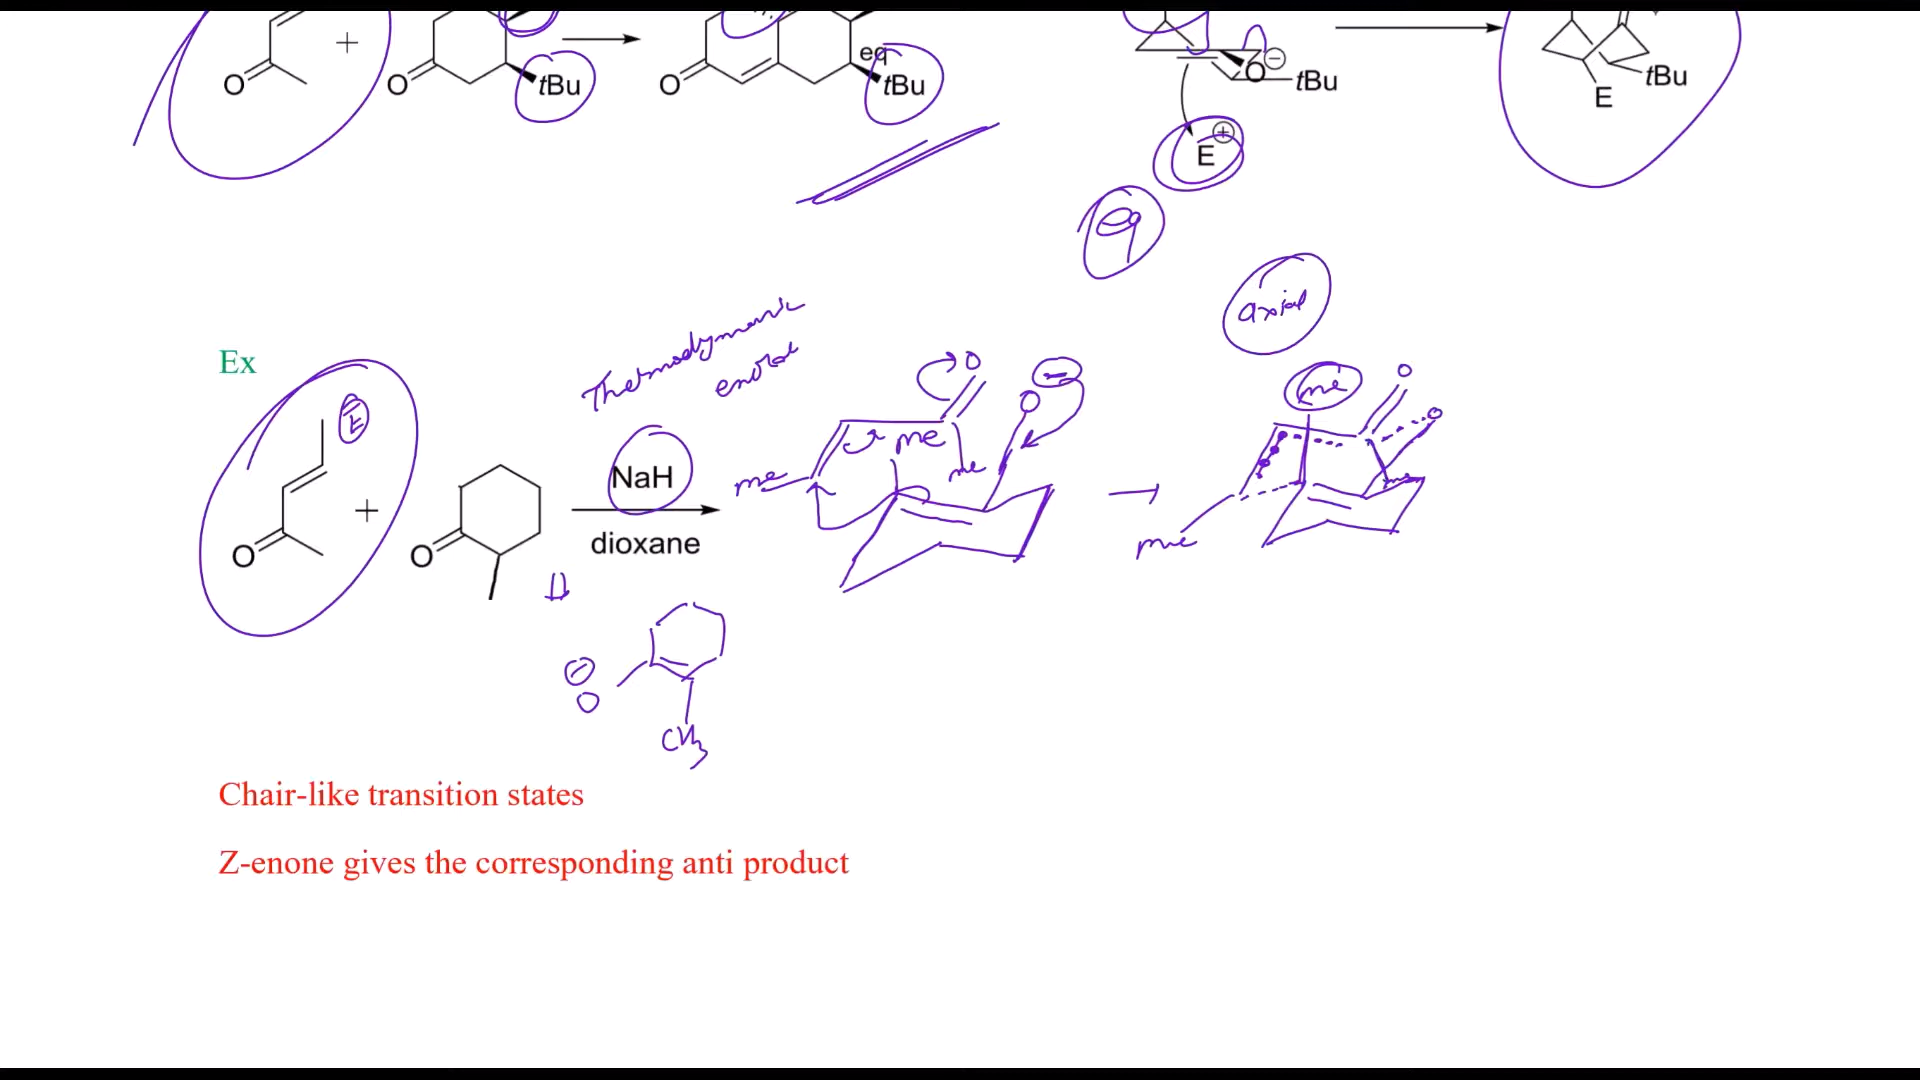 O + O tBu eq O tBu
O ⊖ tBu
tBu
E
E ⊕
eq
axial
Ex
Thermodynamic
enolate
E
O + O
NaH
dioxane
me me me O O −
me me O O me
⊖
O
CH3
Chair-like transition states
Z-enone gives the corresponding anti product